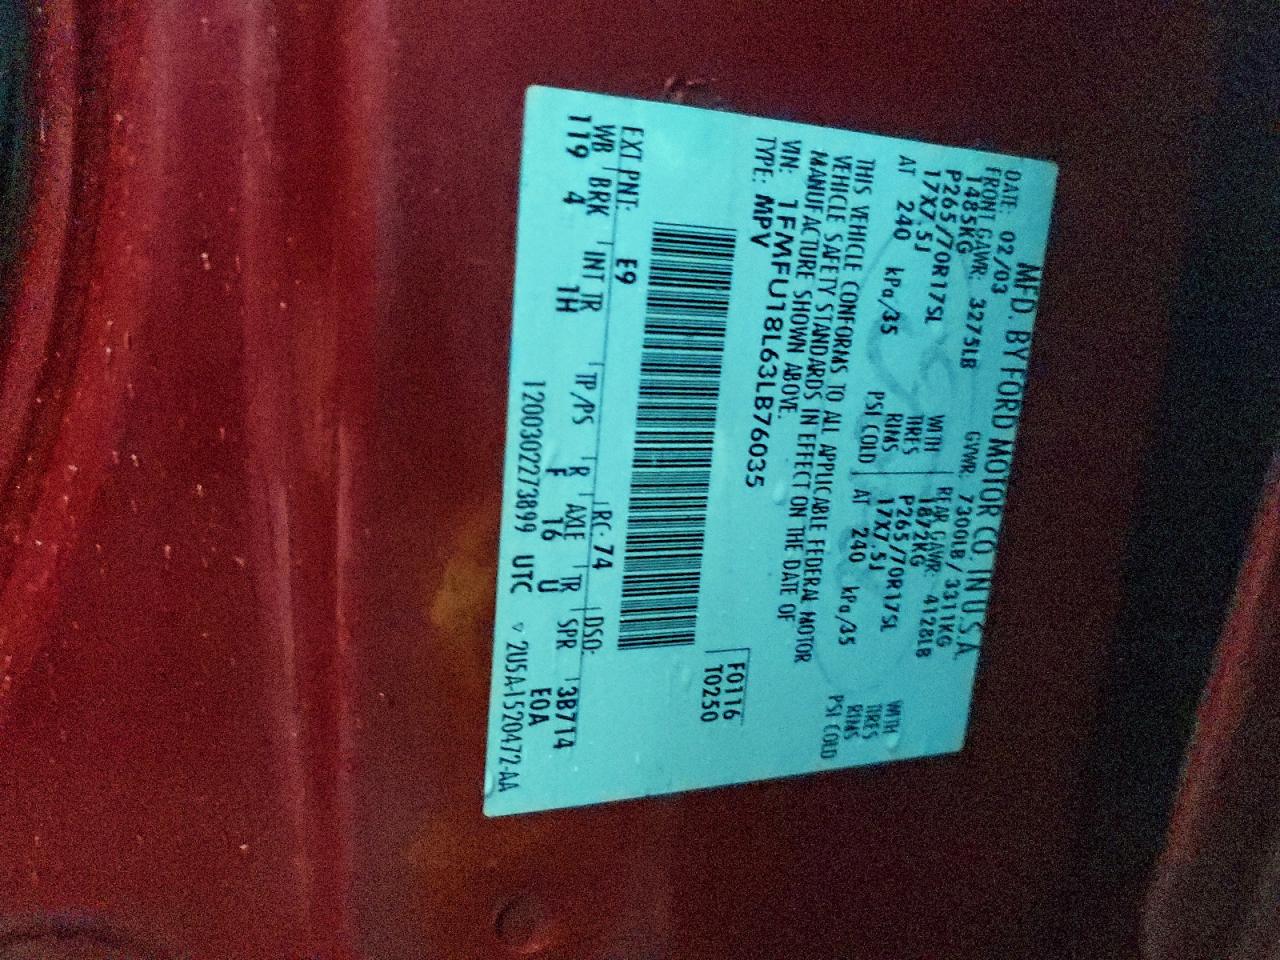 MFD. BY FORD MOTOR CO. IN U.S.A.
DATE: 02/03 GVWR: 7300LB/3311KG
FRONT GAWR: 3275LB REAR GAWR: 4128LB
1485KG WITH 1872KG WITH
P265/70R17SL TIRES P265/70R17SL TIRES
17X7.5J RIMS 17X7.5J RIMS
AT 240 kPa/35 PSI COLD AT 240 kPa/35 PSI COLD
THIS VEHICLE CONFORMS TO ALL APPLICABLE FEDERAL MOTOR
VEHICLE SAFETY STANDARDS IN EFFECT ON THE DATE OF
MANUFACTURE SHOWN ABOVE.
VIN: 1FMFU18L63LB76035
TYPE: MPV
F0116
T0250
EXT PNT: E9 RC: 74 DSO:
WB BRK INT TR TP/PS R AXLE TR SPR 3B714
119 4 1H F 16 U E0A
1200302273899 UTC ▽ 2U5A-1520472-AA